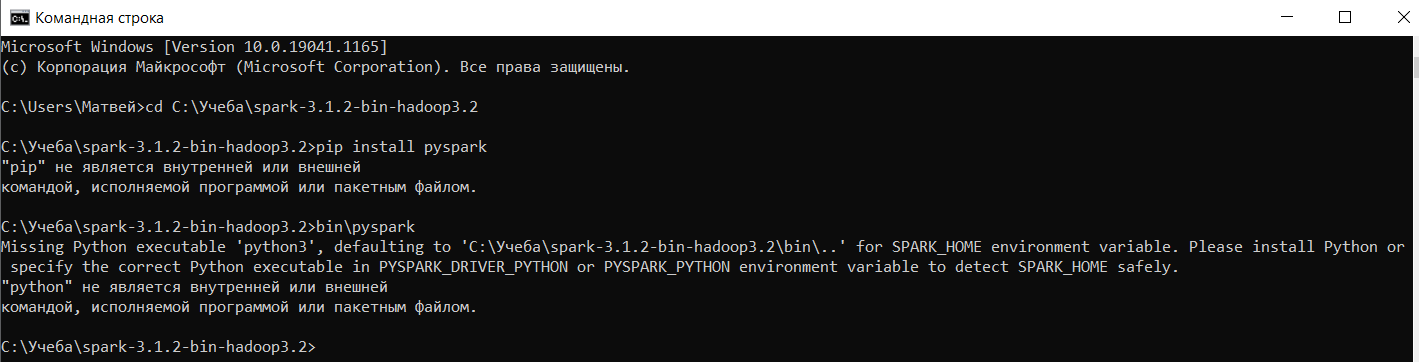 Командная строка
Microsoft Windows [Version 10.0.19041.1165]
(c) Корпорация Майкрософт (Microsoft Corporation). Все права защищены.
C:\Users\Матвей>cd C:\Учеба\spark-3.1.2-bin-hadoop3.2
C:\Учеба\spark-3.1.2-bin-hadoop3.2>pip install pyspark
"pip" не является внутренней или внешней
командой, исполняемой программой или пакетным файлом.
C:\Учеба\spark-3.1.2-bin-hadoop3.2>bin\pyspark
Missing Python executable 'python3', defaulting to 'C:\Учеба\spark-3.1.2-bin-hadoop3.2\bin\..' for SPARK_HOME environment variable. Please install Python or
specify the correct Python executable in PYSPARK_DRIVER_PYTHON or PYSPARK_PYTHON environment variable to detect SPARK_HOME safely.
"python" не является внутренней или внешней
командой, исполняемой программой или пакетным файлом.
C:\Учеба\spark-3.1.2-bin-hadoop3.2>